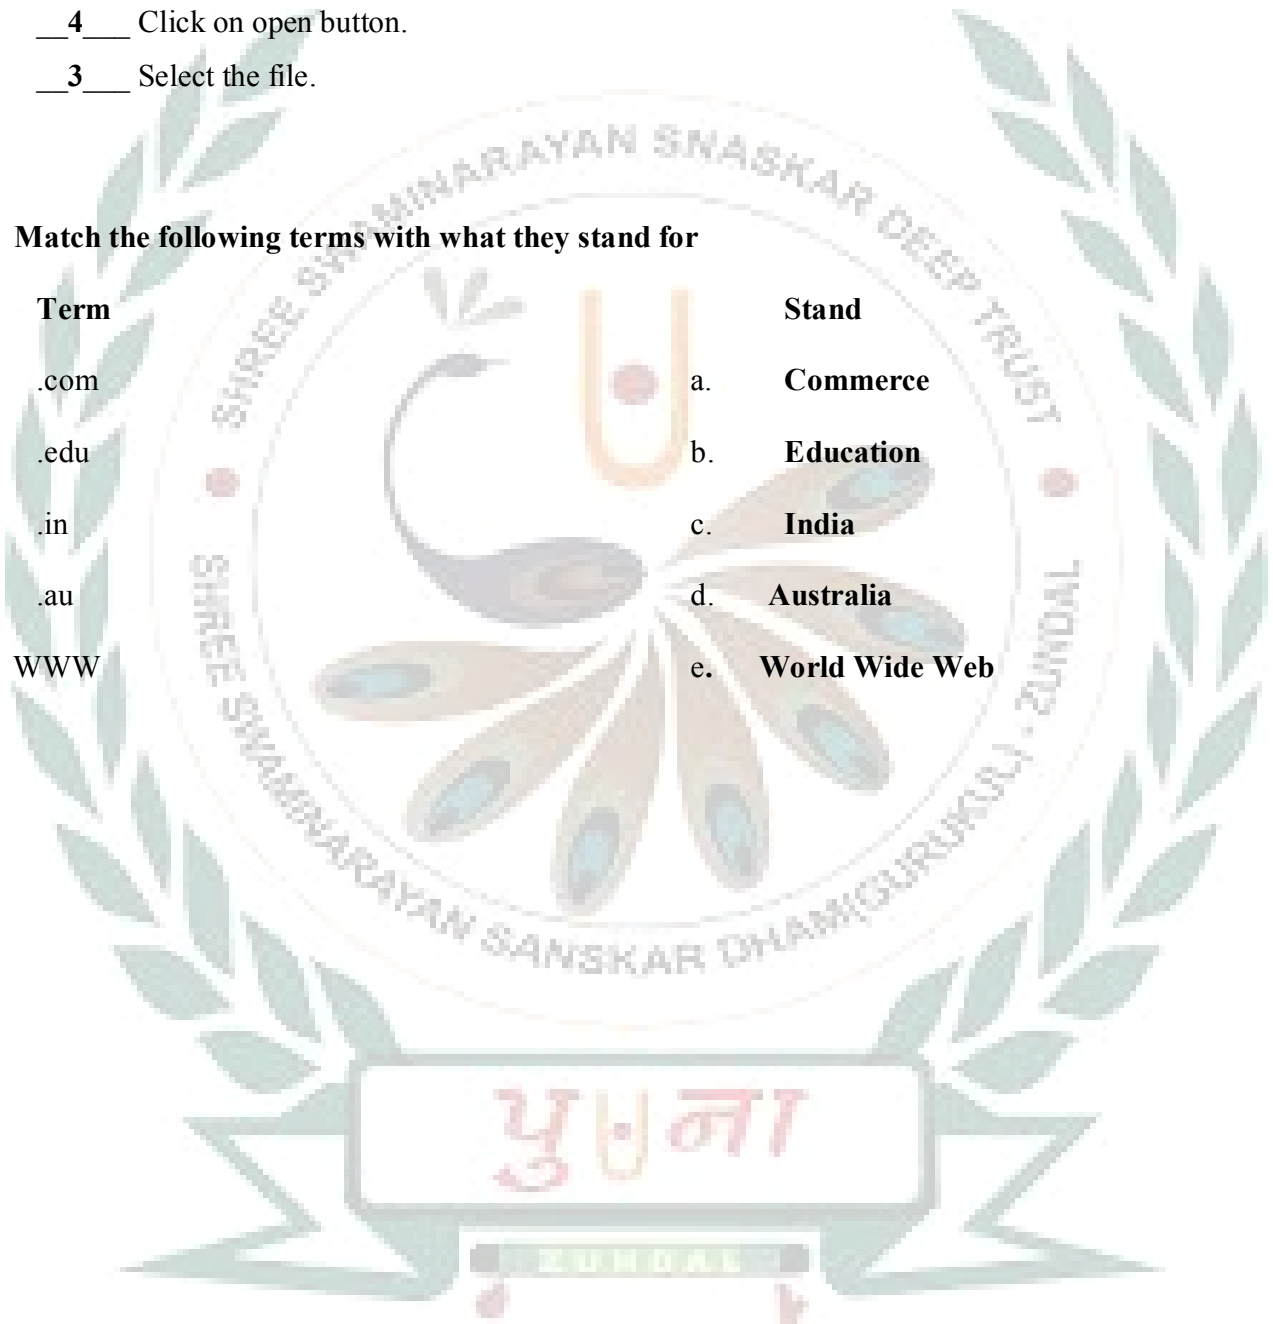 __4___ Click on open button.
__3___ Select the file.
SHREE SWAMINARAYAN SNASKAR DEEP TRUST
Match the following terms with what they stand for
Term Stand
.com a. Commerce
.edu b. Education
.in c. India
.au d. Australia
WWW e. World Wide Web
SHREE SWAMINARAYAN SANSKAR DHAM(GURUKUL) - ZUNDAL
पु ना
ZUNDAL